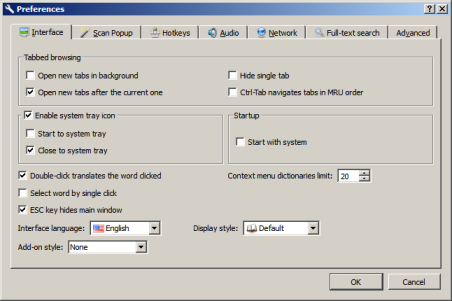 Preferences
Interface Scan Popup Hotkeys Audio Network Full-text search Advanced
Tabbed browsing
Open new tabs in background Hide single tab
Open new tabs after the current one Ctrl-Tab navigates tabs in MRU order
Enable system tray icon Startup
Start to system tray
Start with system
Close to system tray
Double-click translates the word clicked Context menu dictionaries limit: 20
Select word by single click
ESC key hides main window
Interface language: English Display style: Default
Add-on style: None
OK Cancel